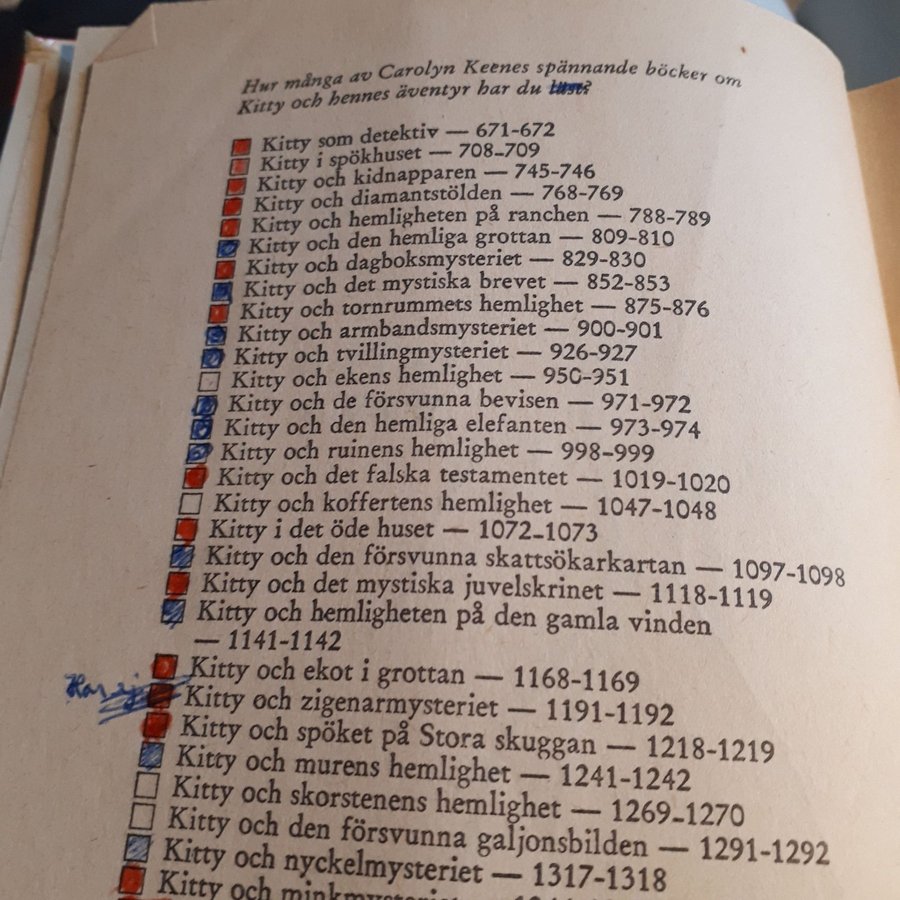 Hur många av Carolyn Keenes spännande böcker om
Kitty och hennes äventyr har du läst?
Kitty som detektiv — 671-672
Kitty i spökhuset — 708-709
Kitty och kidnapparen — 745-746
Kitty och diamantstölden — 768-769
Kitty och hemligheten på ranchen — 788-789
Kitty och den hemliga grottan — 809-810
Kitty och dagboksmysteriet — 829-830
Kitty och det mystiska brevet — 852-853
Kitty och tornrummets hemlighet — 875-876
Kitty och armbandsmysteriet — 900-901
Kitty och tvillingmysteriet — 926-927
Kitty och ekens hemlighet — 950-951
Kitty och de försvunna bevisen — 971-972
Kitty och den hemliga elefanten — 973-974
Kitty och ruinens hemlighet — 998-999
Kitty och det falska testamentet — 1019-1020
Kitty och koffertens hemlighet — 1047-1048
Kitty i det öde huset — 1072-1073
Kitty och den försvunna skattsökarkartan — 1097-1098
Kitty och det mystiska juvelskrinet — 1118-1119
Kitty och hemligheten på den gamla vinden
— 1141-1142
Kitty och ekot i grottan — 1168-1169
Har ej Kitty och zigenarmysteriet — 1191-1192
Kitty och spöket på Stora skuggan — 1218-1219
Kitty och murens hemlighet — 1241-1242
Kitty och skorstenens hemlighet — 1269-1270
Kitty och den försvunna galjonsbilden — 1291-1292
Kitty och nyckelmysteriet — 1317-1318
Kitty och minkmysteriet —